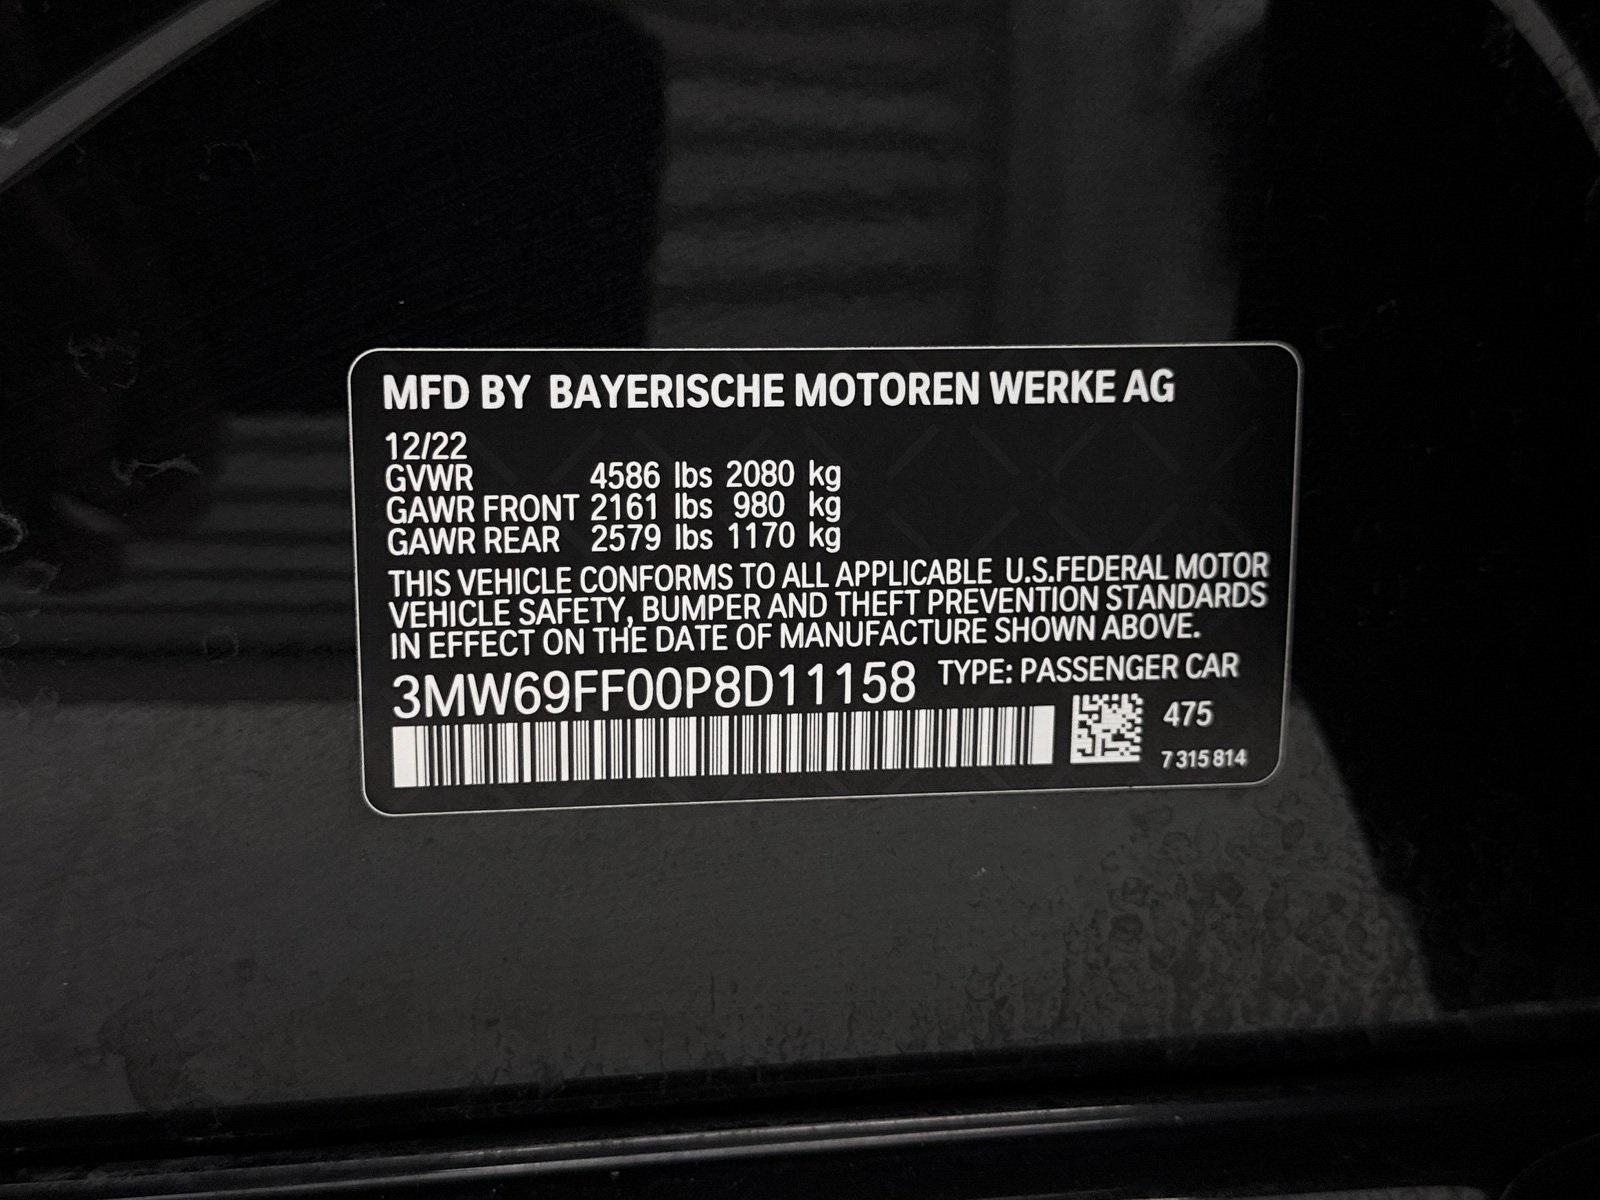 MFD BY BAYERISCHE MOTOREN WERKE AG
12/22
GVWR 4586 lbs 2080 kg
GAWR FRONT 2161 lbs 980 kg
GAWR REAR 2579 lbs 1170 kg
THIS VEHICLE CONFORMS TO ALL APPLICABLE U.S.FEDERAL MOTOR
VEHICLE SAFETY, BUMPER AND THEFT PREVENTION STANDARDS
IN EFFECT ON THE DATE OF MANUFACTURE SHOWN ABOVE.
3MW69FF00P8D11158 TYPE: PASSENGER CAR
475
7 315 814